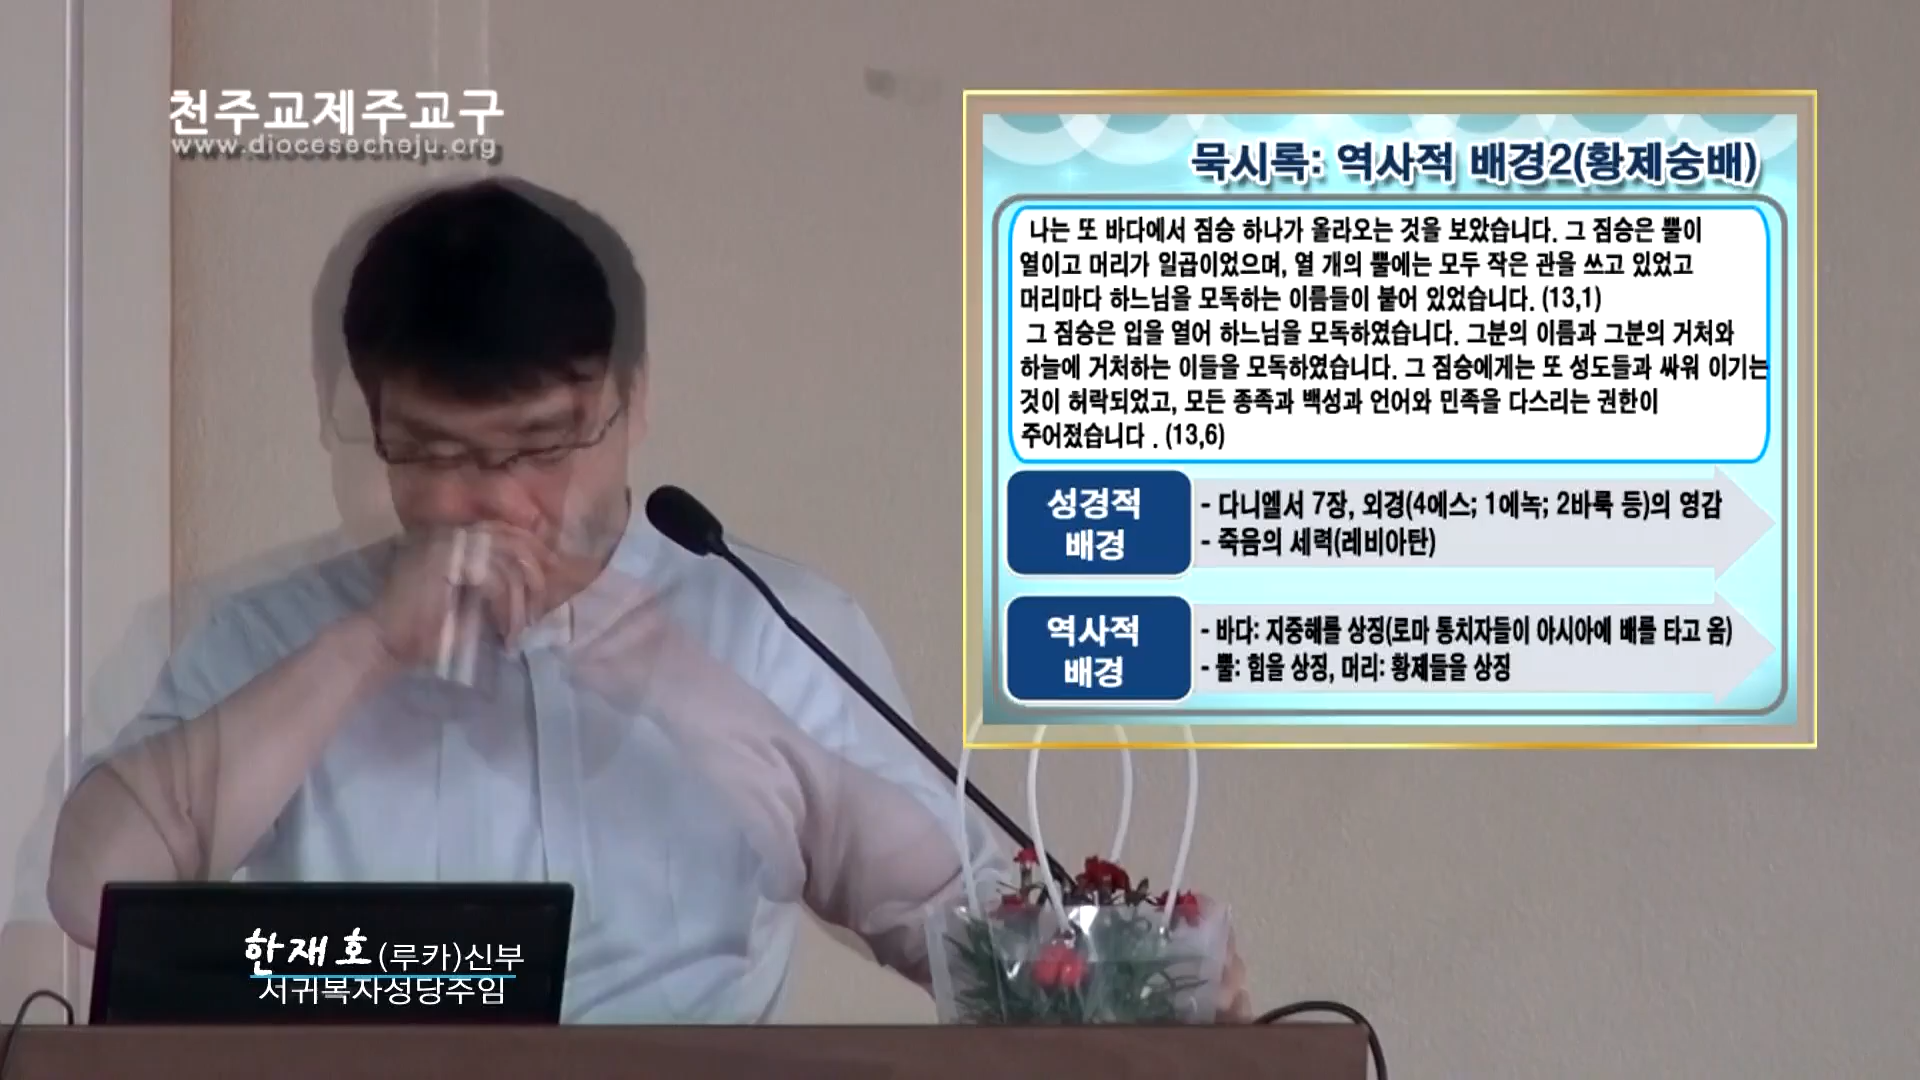 천주교제주교구
www.diocesecheju.org
묵시록: 역사적 배경2(황제숭배)
나는 또 바다에서 짐승 하나가 올라오는 것을 보았습니다. 그 짐승은 뿔이
열이고 머리가 일곱이었으며, 열 개의 뿔에는 모두 작은 관을 쓰고 있었고
머리마다 하느님을 모독하는 이름들이 붙어 있었습니다. (13,1)
그 짐승은 입을 열어 하느님을 모독하였습니다. 그분의 이름과 그분의 거처와
하늘에 거처하는 이들을 모독하였습니다. 그 짐승에게는 또 성도들과 싸워 이기는
것이 허락되었고, 모든 종족과 백성과 언어와 민족을 다스리는 권한이
주어졌습니다 . (13,6)
성경적
배경
- 다니엘서 7장, 외경(4에스; 1에녹; 2바룩 등)의 영감
- 죽음의 세력(레비아탄)
역사적
배경
- 바다: 지중해를 상징(로마 통치자들이 아시아에 배를 타고 옴)
- 뿔: 힘을 상징, 머리: 황제들을 상징
한재호(루카)신부
서귀복자성당주임